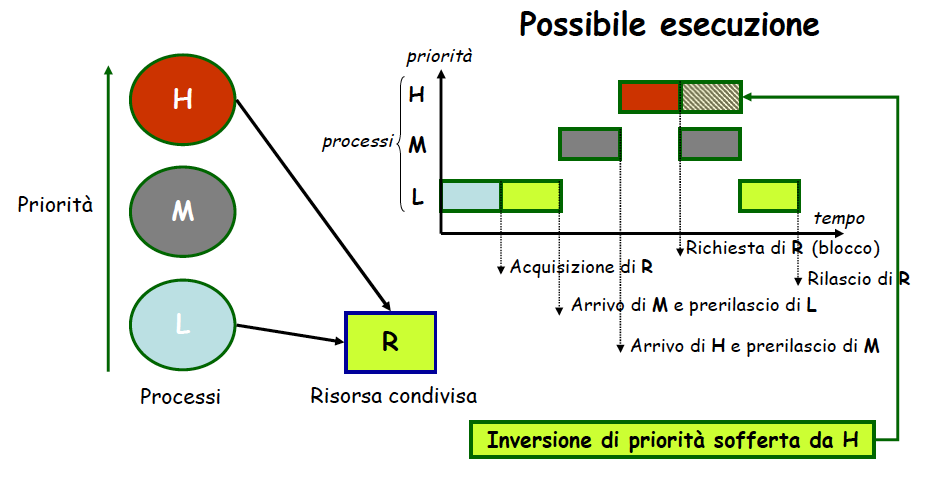 Possibile esecuzione
priorità
H
M
L
processi
tempo
Priorità
H
M
L
R
Processi
Risorsa condivisa
Richiesta di R (blocco)
Acquisizione di R
Rilascio di R
Arrivo di M e prerilascio di L
Arrivo di H e prerilascio di M
Inversione di priorità sofferta da H